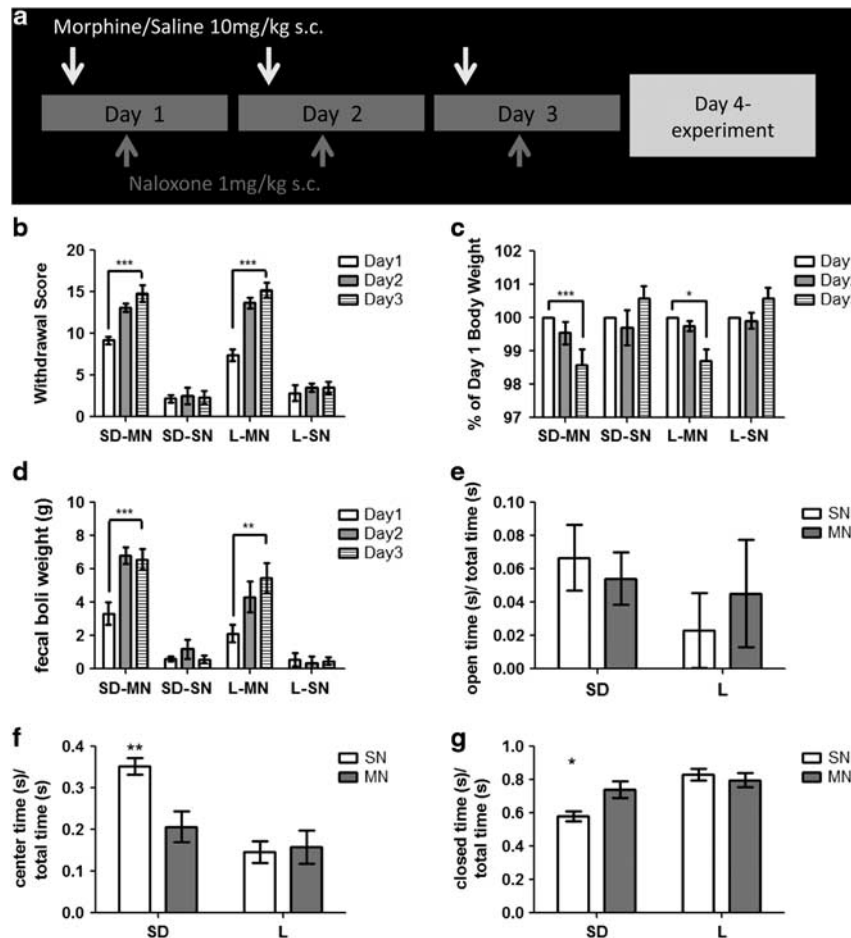 a
Morphine/Saline 10mg/kg s.c.
Day 1
Day 2
Day 3
Day 4-
experiment
Naloxone 1mg/kg s.c.
b
Withdrawal Score
20
15
10
5
0
***
***
Day1
Day2
Day3
SD-MN
SD-SN
L-MN
L-SN
c
% of Day 1 Body Weight
102
101
100
99
98
97
***
*
Day
Day
Day
SD-MN
SD-SN
L-MN
L-SN
d
fecal boli weight (g)
10
8
6
4
2
0
***
**
Day1
Day2
Day3
SD-MN
SD-SN
L-MN
L-SN
e
open time (s)/ total time (s)
0.10
0.08
0.06
0.04
0.02
0.00
SN
MN
SD
L
f
center time (s)/
total time (s)
0.4
0.3
0.2
0.1
0.0
**
SN
MN
SD
L
g
closed time (s)/
total time (s)
1.0
0.8
0.6
0.4
0.2
0.0
*
SN
MN
SD
L